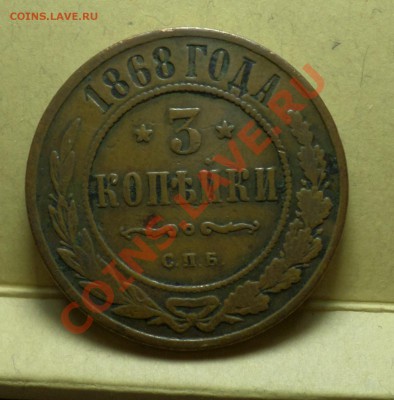 COINS.LAVE.RU
1868 ГОДА
3
КОПѢЙКИ
С.П.Б.
COINS.LAVE.RU